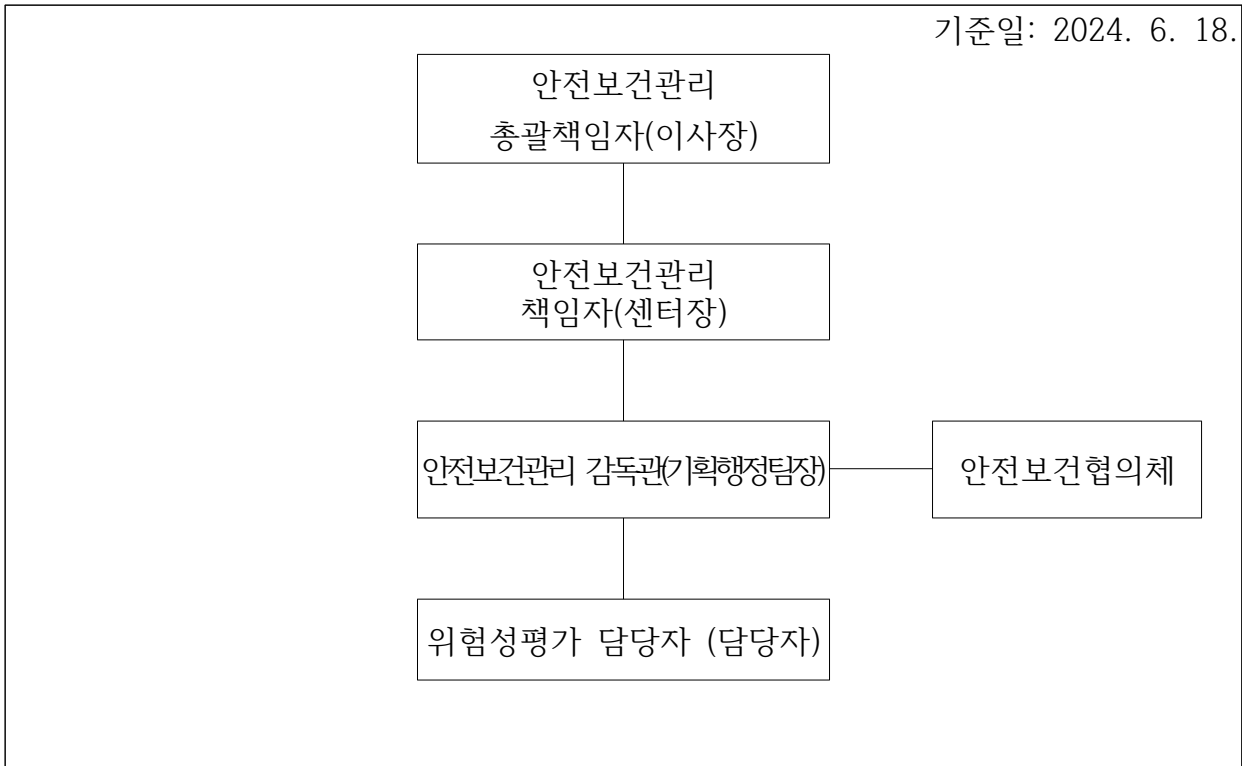 기준일: 2024. 6. 18.
안전보건관리
총괄책임자(이사장)
안전보건관리
책임자(센터장)
안전보건관리 감독관(기획행정팀장)
안전보건협의체
위험성평가 담당자 (담당자)